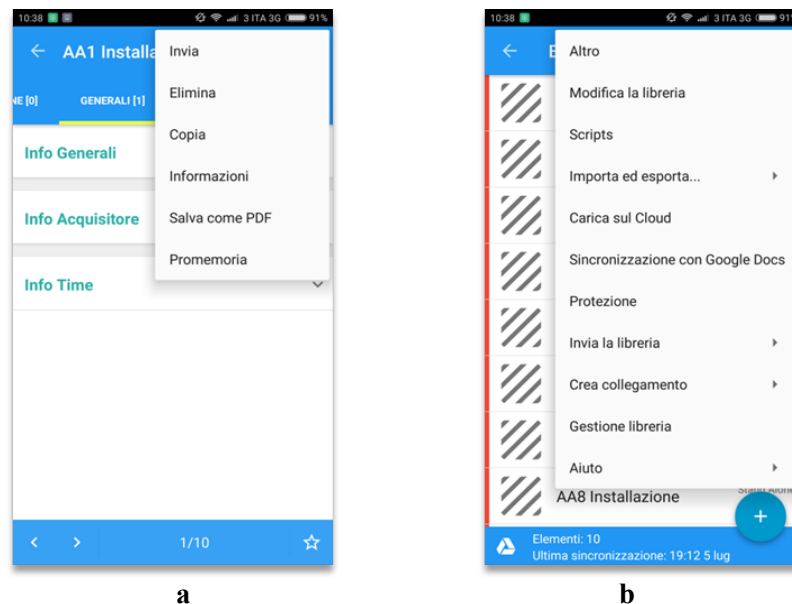 10:38
3 ITA 3G
91%
AA1 Installa
NE [0]
GENERALI [1]
Info Generali
Info Acquisitore
Info Time
Invia
Elimina
Copia
Informazioni
Salva come PDF
Promemoria
1/10
a
10:38
3 ITA 3G
91%
E
Altro
Modifica la libreria
Scripts
Importa ed esporta...
Carica sul Cloud
Sincronizzazione con Google Docs
Protezione
Invia la libreria
Crea collegamento
Gestione libreria
Aiuto
AA8 Installazione
Stand Alone
+
Elementi: 10
Ultima sincronizzazione: 19:12 5 lug
b